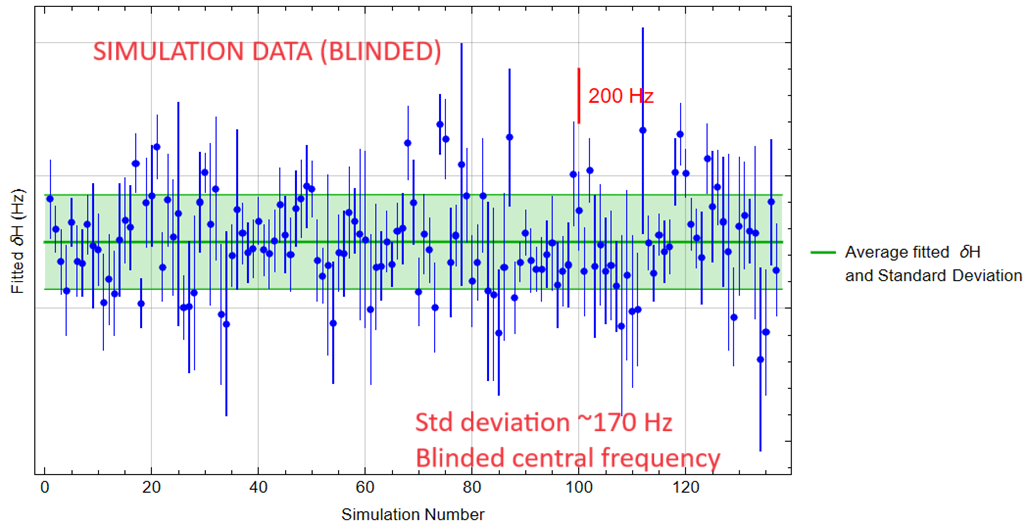 SIMULATION DATA (BLINDED)
200 Hz
Fitted δH (Hz)
Average fitted δH
and Standard Deviation
Std deviation ~170 Hz
Blinded central frequency
0 20 40 60 80 100 120
Simulation Number